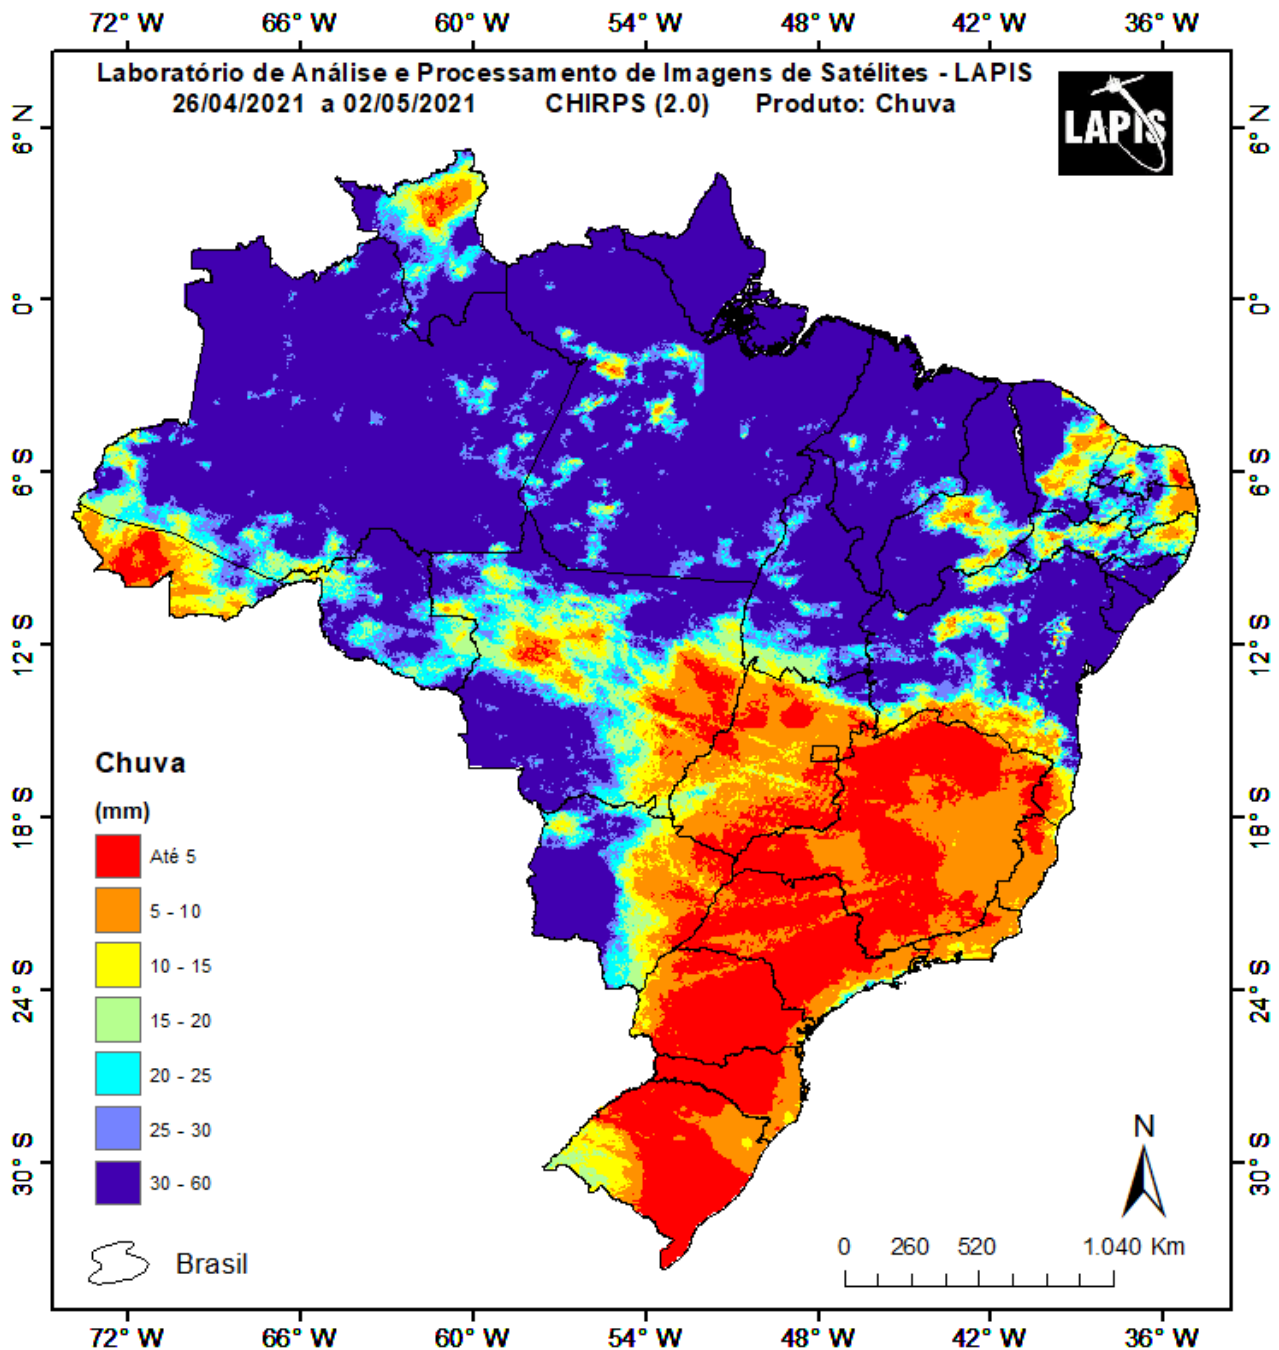 72° W 66° W 60° W 54° W 48° W 42° W 36° W
Laboratório de Análise e Processamento de Imagens de Satélites - LAPIS
26/04/2021 a 02/05/2021 CHIRPS (2.0) Produto: Chuva
LAPIS
6° N 6° N
0° 0°
6° S 6° S
12° S 12° S
18° S 18° S
24° S 24° S
30° S 30° S
Chuva
(mm)
Até 5
5 - 10
10 - 15
15 - 20
20 - 25
25 - 30
30 - 60
Brasil
N
0 260 520 1.040 Km
72° W 66° W 60° W 54° W 48° W 42° W 36° W